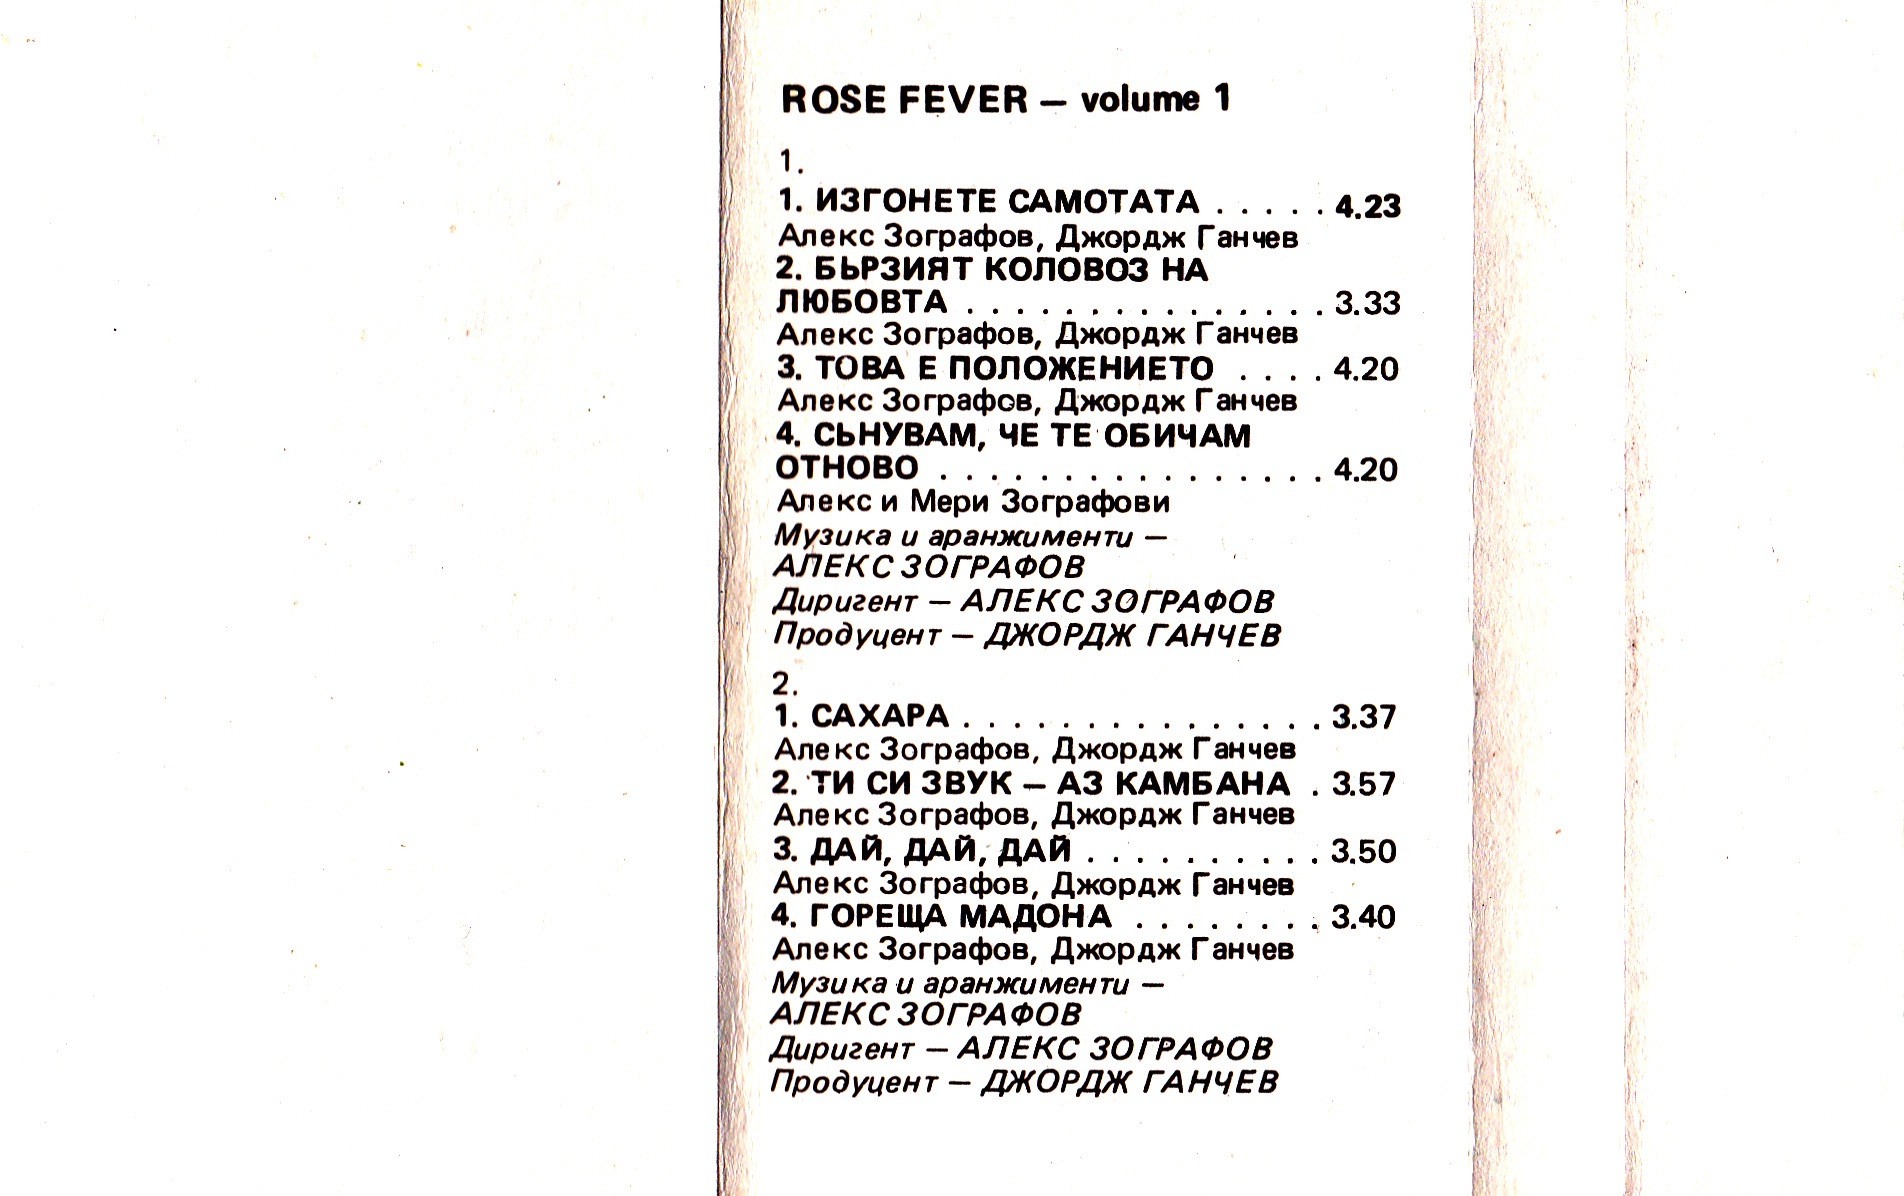 ROSE FEVER — volume 1
1.
1. ИЗГОНЕТЕ САМОТАТА . . . . . 4.23
Алекс Зографов, Джордж Ганчев
2. БЬРЗИЯТ КОЛОВОЗ НА
ЛЮБОВТА . . . . . . . . . . . . . . . 3.33
Алекс Зографов, Джордж Ганчев
3. ТОВА Е ПОЛОЖЕНИЕТО . . . . 4.20
Алекс Зографов, Джордж Ганчев
4. СЬНУВАМ, ЧЕ ТЕ ОБИЧАМ
ОТНОВО . . . . . . . . . . . . . . . . 4.20
Алекс и Мери Зографови
Музика и аранжименти —
АЛЕКС ЗОГРАФОВ
Диригент — АЛЕКС ЗОГРАФОВ
Продуцент — ДЖОРДЖ ГАНЧЕВ
2.
1. САХАРА . . . . . . . . . . . . . . . 3.37
Алекс Зографов, Джордж Ганчев
2. ТИ СИ ЗВУК — АЗ КАМБАНА . 3.57
Алекс Зографов, Джордж Ганчев
3. ДАЙ, ДАЙ, ДАЙ . . . . . . . . . . 3.50
Алекс Зографов, Джордж Ганчев
4. ГОРЕЩА МАДОНА . . . . . . . . 3.40
Алекс Зографов, Джордж Ганчев
Музика и аранжименти —
АЛЕКС ЗОГРАФОВ
Диригент — АЛЕКС ЗОГРАФОВ
Продуцент — ДЖОРДЖ ГАНЧЕВ